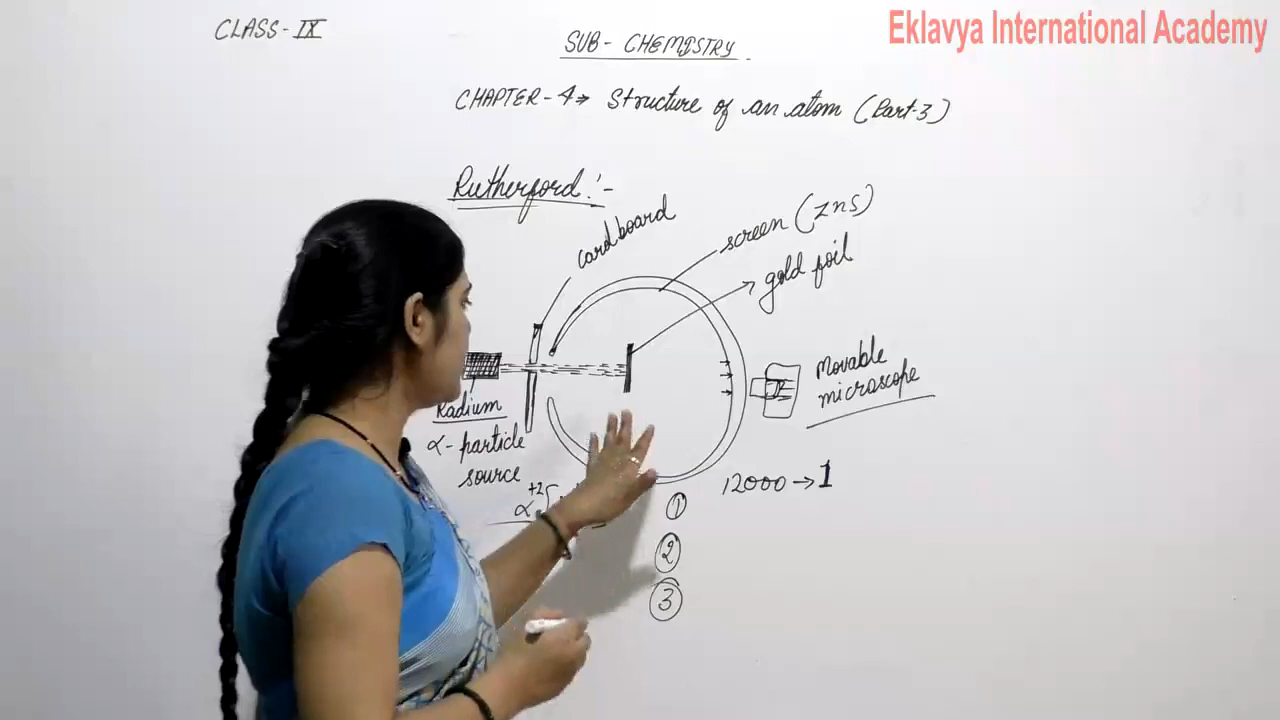 CLASS-IX
Eklavya International Academy
SUB- CHEMISTRY
CHAPTER-4→ Structure of an atom (Part-3)
Rutherford:-
cardboard
screen (ZnS)
gold foil
Movable
microscope
Radium
α-particle
source
α +2
12000→1
①
②
③